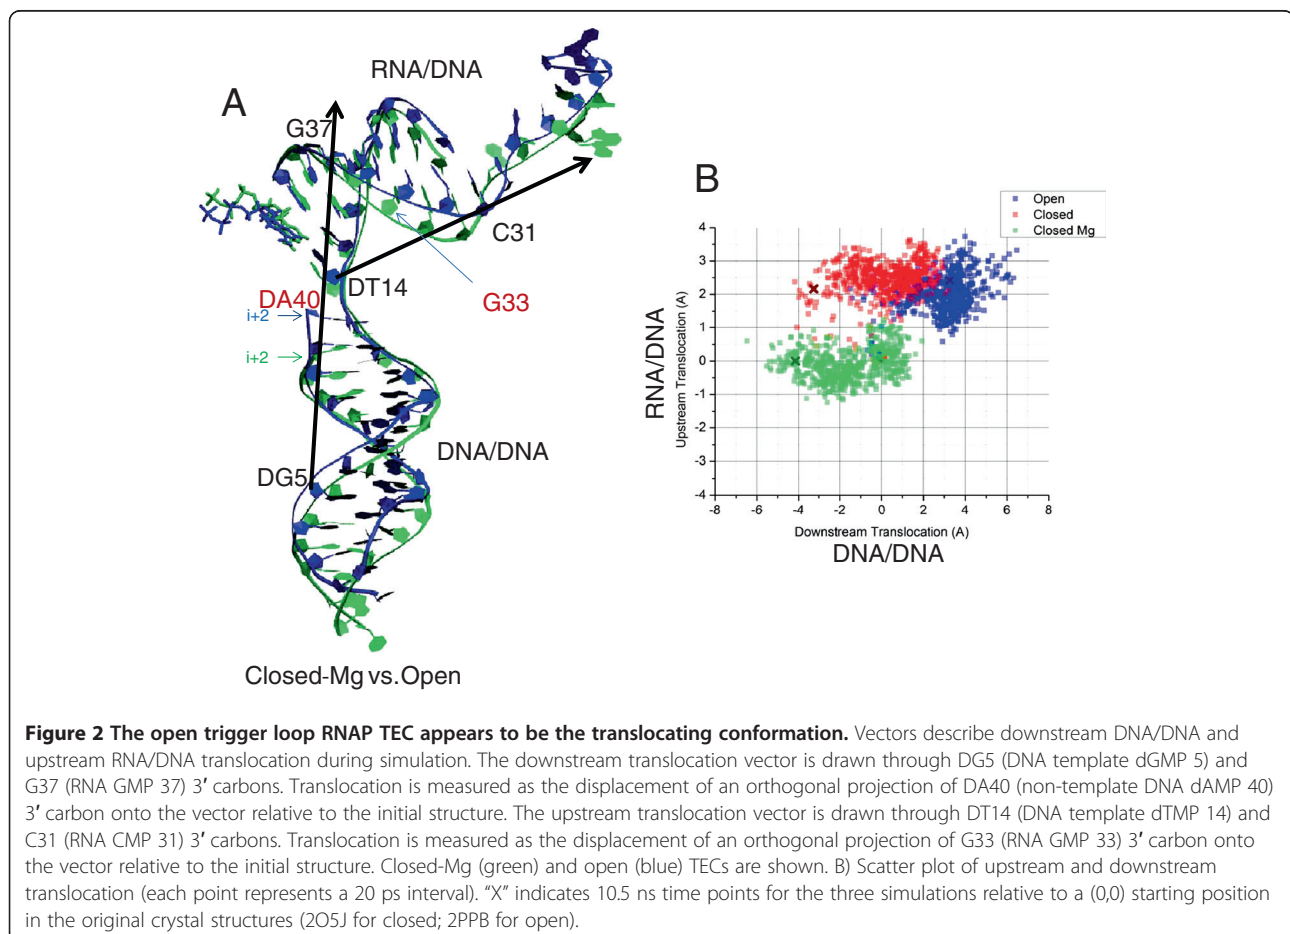 A
RNA/DNA
G37
C31
DT14
DA40
G33
i+2
i+2
DNA/DNA
DG5
Closed-Mg vs.Open
B
Open
Closed
Closed Mg
RNA/DNA
Upstream Translocation (A)
4
3
2
1
0
-1
-2
-3
-4
-8 -6 -4 -2 0 2 4 6 8
Downstream Translocation (A)
DNA/DNA
Figure 2 The open trigger loop RNAP TEC appears to be the translocating conformation. Vectors describe downstream DNA/DNA and
upstream RNA/DNA translocation during simulation. The downstream translocation vector is drawn through DG5 (DNA template dGMP 5) and
G37 (RNA GMP 37) 3′ carbons. Translocation is measured as the displacement of an orthogonal projection of DA40 (non-template DNA dAMP 40)
3′ carbon onto the vector relative to the initial structure. The upstream translocation vector is drawn through DT14 (DNA template dTMP 14) and
C31 (RNA CMP 31) 3′ carbons. Translocation is measured as the displacement of an orthogonal projection of G33 (RNA GMP 33) 3′ carbon onto
the vector relative to the initial structure. Closed-Mg (green) and open (blue) TECs are shown. B) Scatter plot of upstream and downstream
translocation (each point represents a 20 ps interval). “X” indicates 10.5 ns time points for the three simulations relative to a (0,0) starting position
in the original crystal structures (2O5J for closed; 2PPB for open).